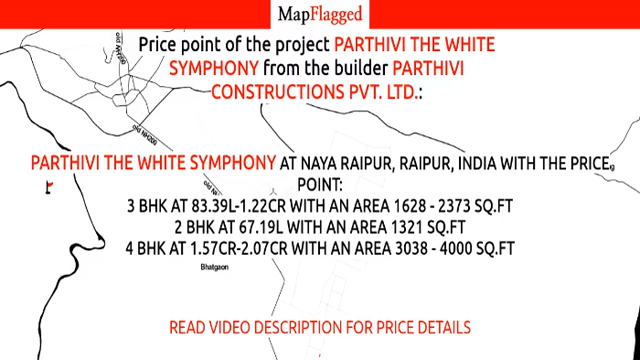 MapFlagged
Price point of the project PARTHIVI THE WHITE
SYMPHONY from the builder PARTHIVI
CONSTRUCTIONS PVT. LTD.:
old NH200
PARTHIVI THE WHITE SYMPHONY AT NAYA RAIPUR, RAIPUR, INDIA WITH THE PRICE
POINT:
3 BHK AT 83.39L-1.22CR WITH AN AREA 1628 - 2373 SQ.FT
2 BHK AT 67.19L WITH AN AREA 1321 SQ.FT
4 BHK AT 1.57CR-2.07CR WITH AN AREA 3038 - 4000 SQ.FT
Bhatgaon
READ VIDEO DESCRIPTION FOR PRICE DETAILS